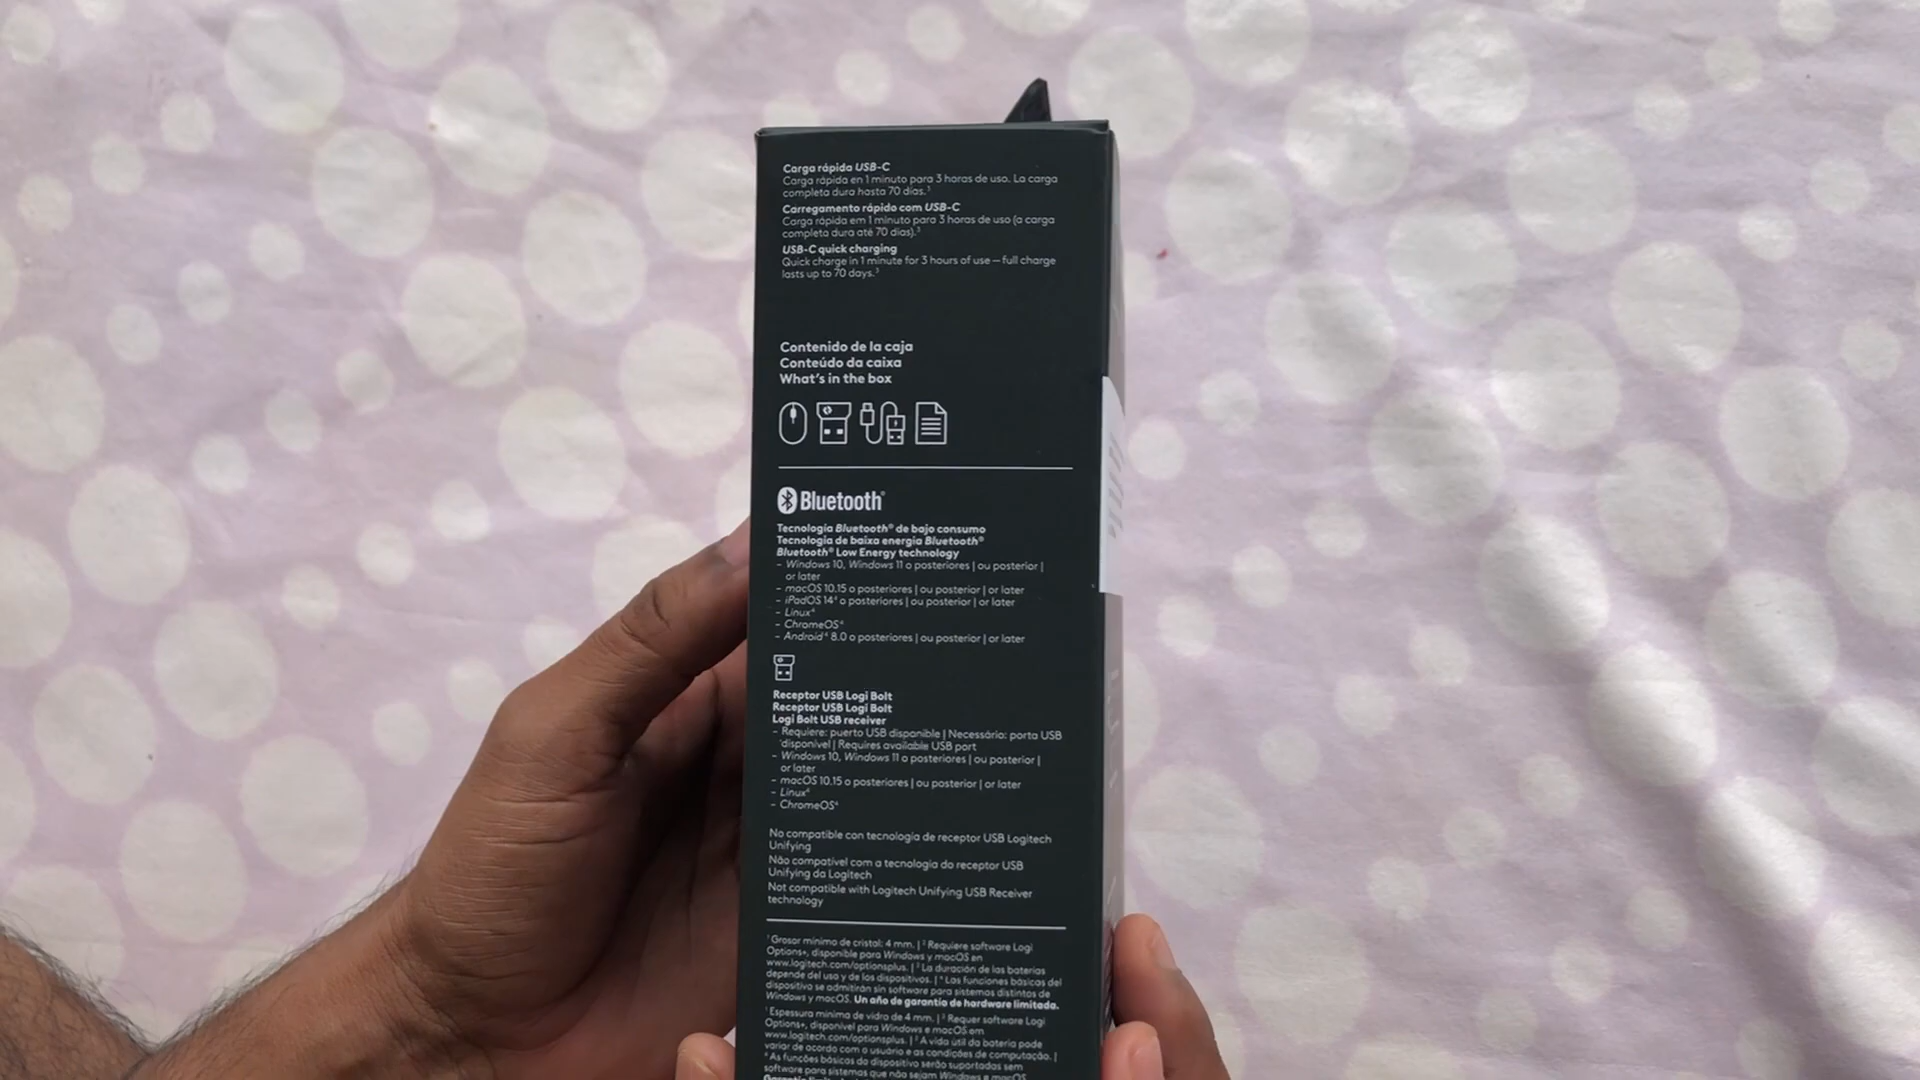 Carga rápida USB-C
Carga rápida en 1 minuto para 3 horas de uso. La carga
completa dura hasta 70 días.³
Carregamento rápido com USB-C
Carga rápida em 1 minuto para 3 horas de uso (a carga
completa dura até 70 dias).³
USB-C quick charging
Quick charge in 1 minute for 3 hours of use – full charge
lasts up to 70 days.³
Contenido de la caja
Conteúdo da caixa
What's in the box
Bluetooth®
Tecnología Bluetooth® de bajo consumo
Tecnologia de baixa energia Bluetooth®
Bluetooth® Low Energy technology
- Windows 10, Windows 11 o posteriores | ou posterior |
or later
- macOS 10.15 o posteriores | ou posterior | or later
- iPadOS 14⁴ o posteriores | ou posterior | or later
- Linux⁴
- ChromeOS⁴
- Android⁴ 8.0 o posteriores | ou posterior | or later
Receptor USB Logi Bolt
Receptor USB Logi Bolt
Logi Bolt USB receiver
- Requiere: puerto USB disponible | Necessário: porta USB
disponível | Requires available USB port
- Windows 10, Windows 11 o posteriores | ou posterior |
or later
- macOS 10.15 o posteriores | ou posterior | or later
- Linux⁴
- ChromeOS⁴
No compatible con tecnología de receptor USB Logitech
Unifying
Não compatível com a tecnologia do receptor USB
Unifying da Logitech
Not compatible with Logitech Unifying USB Receiver
technology
¹ Grosor mínimo de cristal: 4 mm. | ² Requiere software Logi
Options+, disponible para Windows y macOS en
www.logitech.com/optionsplus. | ³ La duración de las baterías
depende del uso y de los dispositivos. | ⁴ Las funciones básicas del
dispositivo se admitirán sin software para sistemas distintos de
Windows y macOS. Un año de garantía de hardware limitada.
¹ Espessura mínima de vidro de 4 mm. | ² Requer software Logi
Options+, disponível para Windows e macOS em
www.logitech.com/optionsplus. | ³ A vida útil da bateria pode
variar de acordo com o usuário e as condições de computação. |
⁴ As funções básicas do dispositivo serão suportadas sem
software para sistemas que não sejam Windows e macOS.